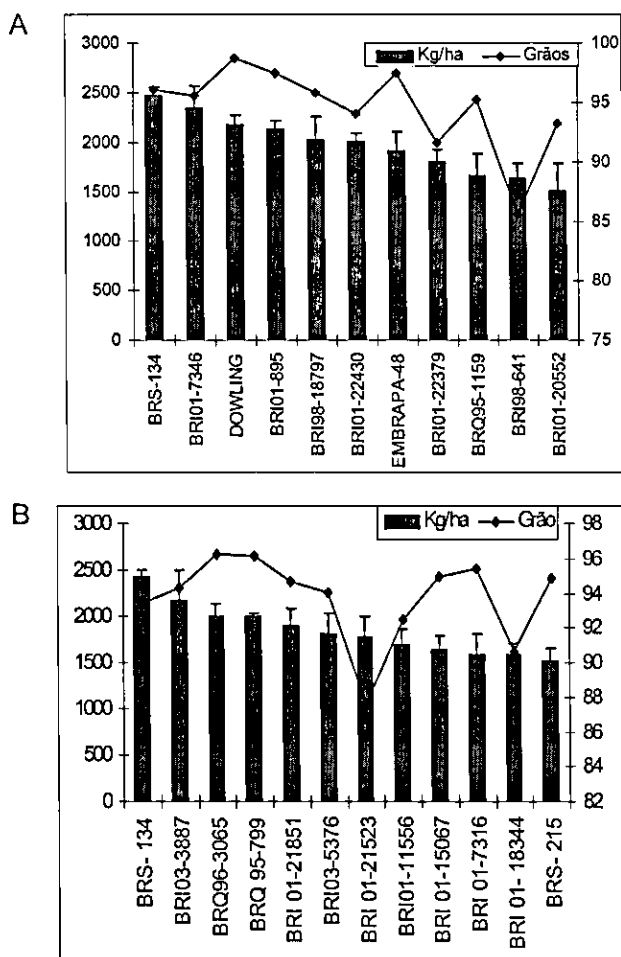 A
3000
2500
2000
1500
1000
500
0
Kg/ha
Grãos
100
95
90
85
80
75
BRS-134
BRI01-7346
DOWLING
BRI01-895
BRI98-18797
BRI01-22430
EMBRAPA-48
BRI01-22379
BRQ95-1159
BRI98-641
BRI01-20552
B
3000
2500
2000
1500
1000
500
0
Kg/ha
Grão
98
96
94
92
90
88
86
84
82
BRS- 134
BRI03-3887
BRQ96-3065
BRQ 95-799
BRI 01-21851
BRI03-5376
BRI 01-21523
BRI01-11556
BRI 01-15067
BRI 01-7316
BRI 01- 18344
BRS- 215